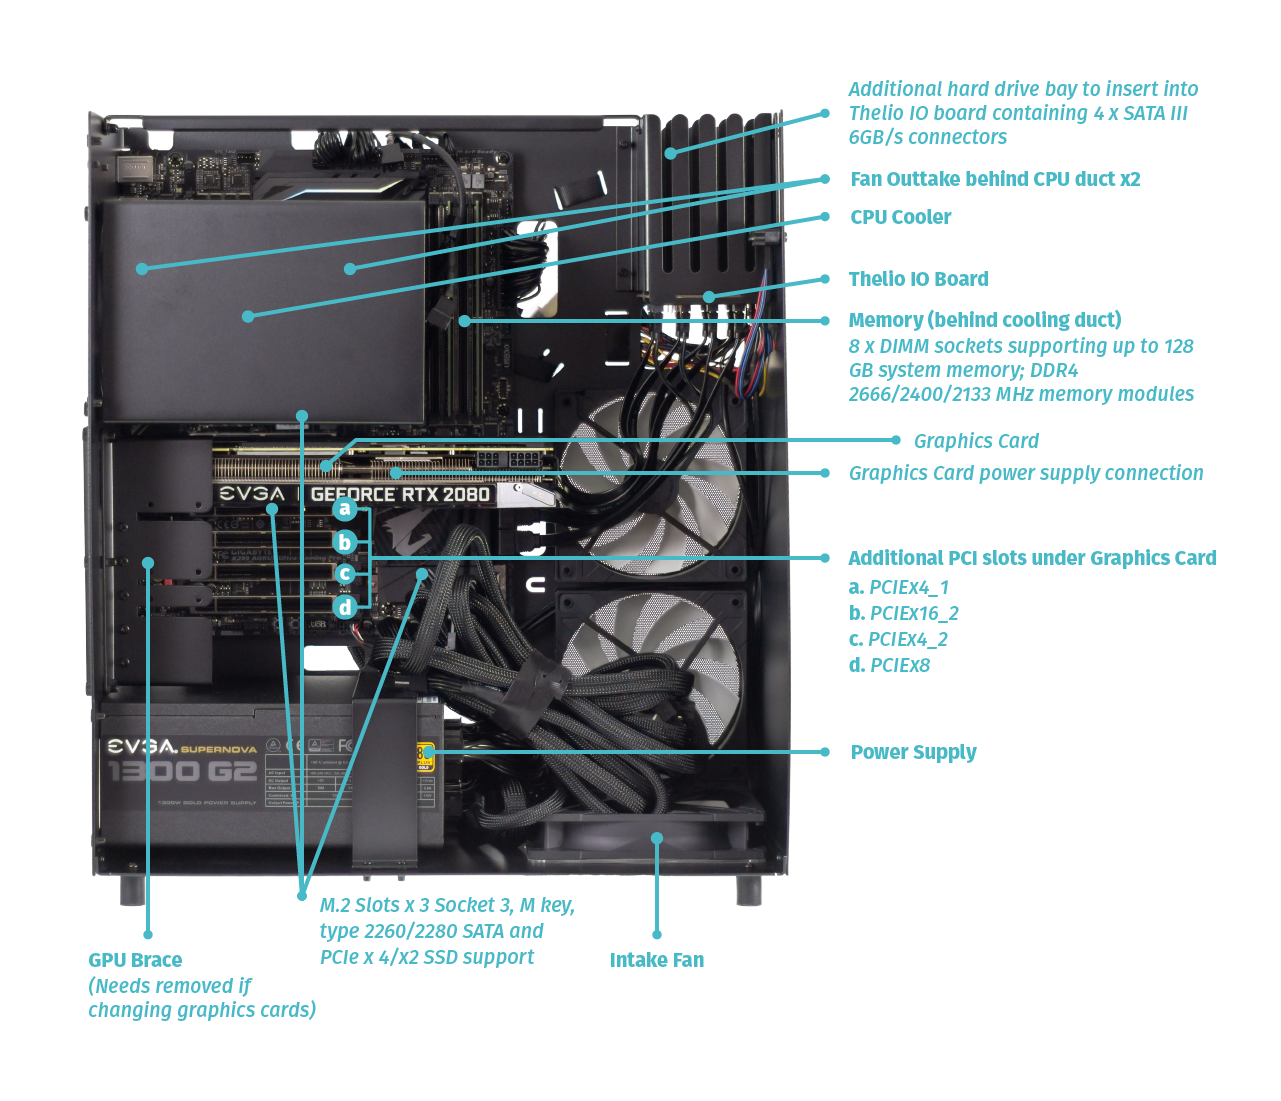 Additional hard drive bay to insert into
Thelio IO board containing 4 x SATA III
6GB/s connectors
Fan Outtake behind CPU duct x2
CPU Cooler
Thelio IO Board
Memory (behind cooling duct)
8 x DIMM sockets supporting up to 128
GB system memory; DDR4
2666/2400/2133 MHz memory modules
Graphics Card
Graphics Card power supply connection
EVGA GEFORCE RTX 2080
a
b
c
d
Additional PCI slots under Graphics Card
a. PCIEx4_1
b. PCIEx16_2
c. PCIEx4_2
d. PCIEx8
EVGA SUPERNOVA
1300 G2
1300W GOLD POWER SUPPLY
Power Supply
M.2 Slots x 3 Socket 3, M key,
type 2260/2280 SATA and
PCIe x 4/x2 SSD support
GPU Brace
(Needs removed if
changing graphics cards)
Intake Fan